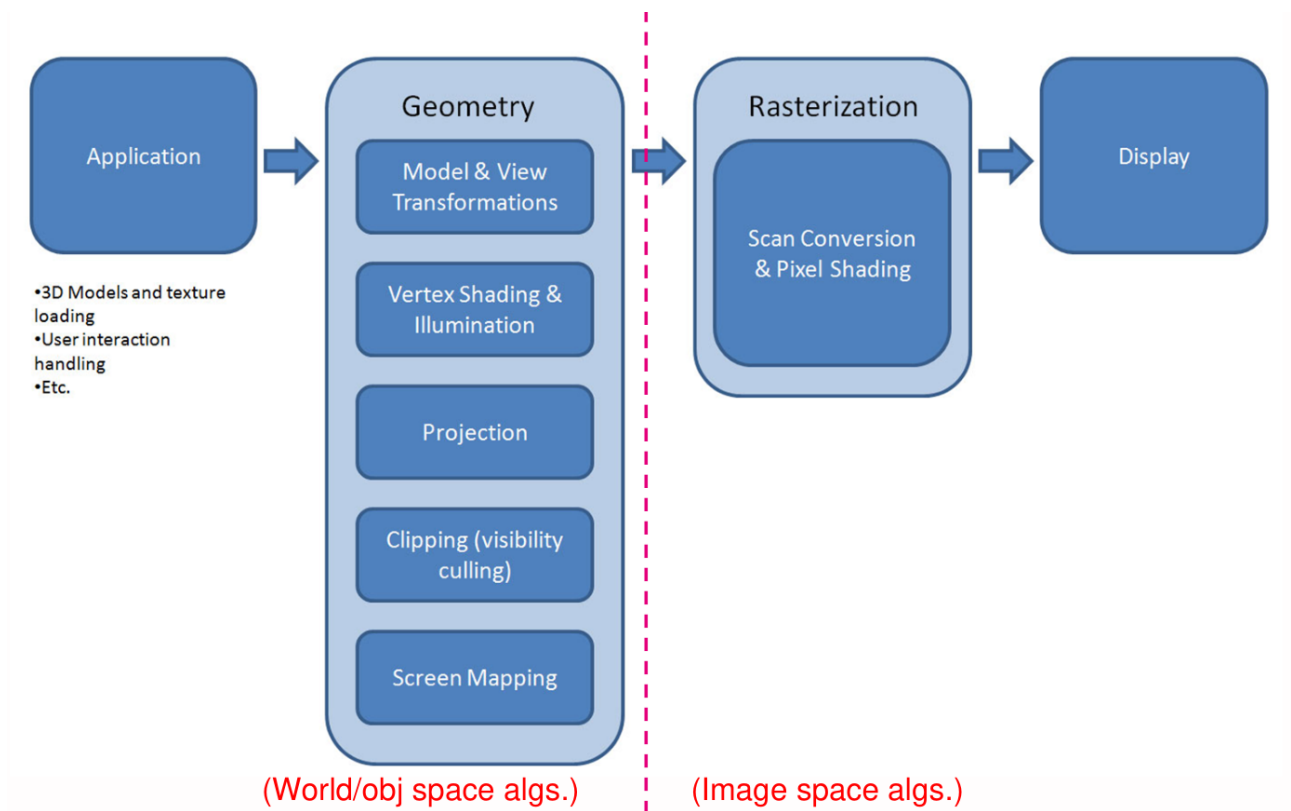 Application
•3D Models and texture
loading
•User interaction
handling
•Etc.
Geometry
Model & View
Transformations
Vertex Shading &
Illumination
Projection
Clipping (visibility
culling)
Screen Mapping
Rasterization
Scan Conversion
& Pixel Shading
Display
(World/obj space algs.)
(Image space algs.)